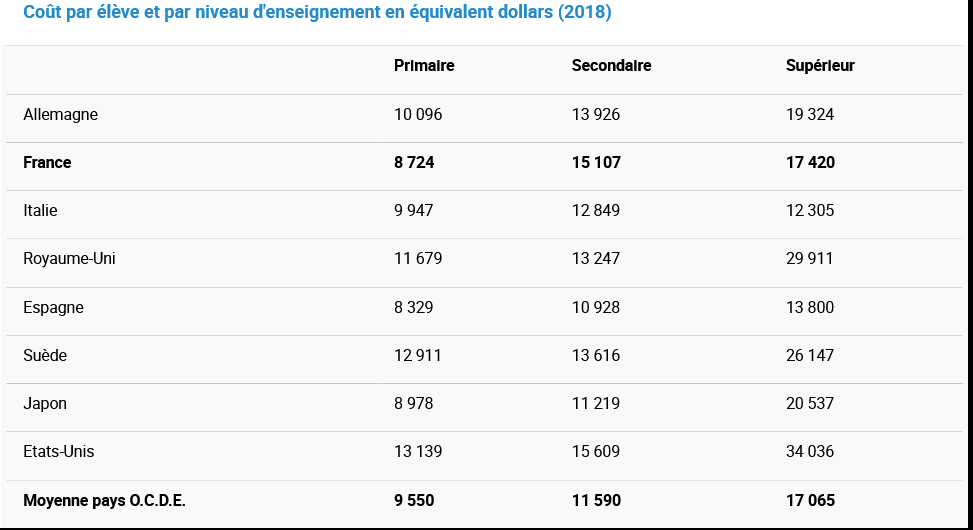 Coût par élève et par niveau d'enseignement en équivalent dollars (2018)
Primaire Secondaire Supérieur
Allemagne 10 096 13 926 19 324
France 8 724 15 107 17 420
Italie 9 947 12 849 12 305
Royaume-Uni 11 679 13 247 29 911
Espagne 8 329 10 928 13 800
Suède 12 911 13 616 26 147
Japon 8 978 11 219 20 537
Etats-Unis 13 139 15 609 34 036
Moyenne pays O.C.D.E. 9 550 11 590 17 065